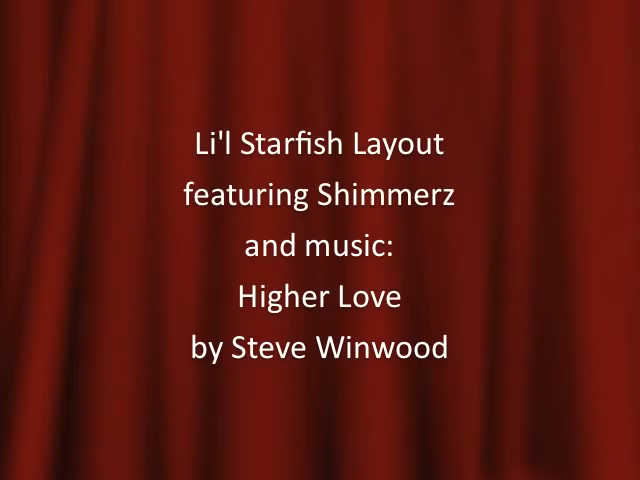 Li'l Starfish Layout
featuring Shimmerz
and music:
Higher Love
by Steve Winwood